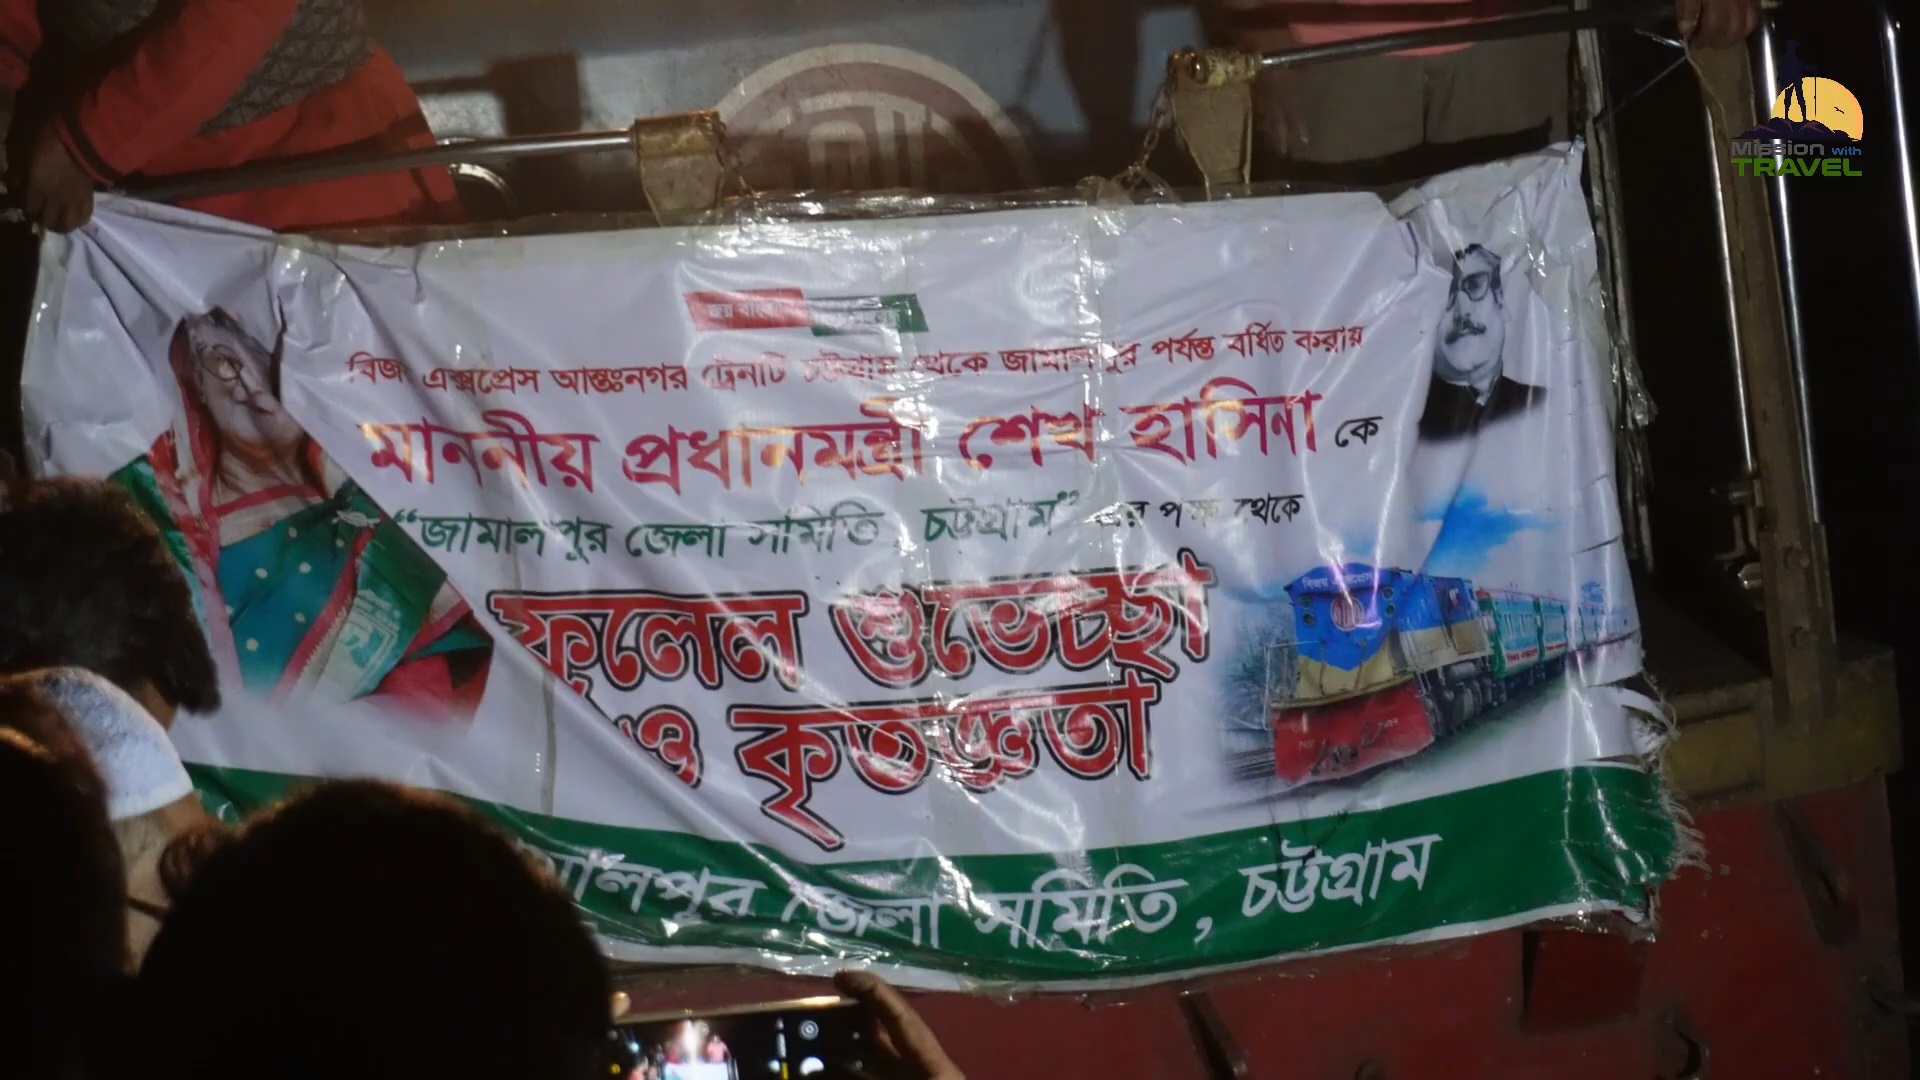 Mission with
TRAVEL
এক্সপ্রেস আন্তঃনগর ট্রেনটি চট্টগ্রাম থেকে জামালপুর পর্যন্ত বর্ধিত করায়
মাননীয় প্রধানমন্ত্রী শেখ হাসিনা কে
“জামালপুর জেলা সমিতি, চট্টগ্রাম” এর পক্ষ থেকে
ফুলেল শুভেচ্ছা
ও কৃতজ্ঞতা
জেলা সমিতি, চট্টগ্রাম